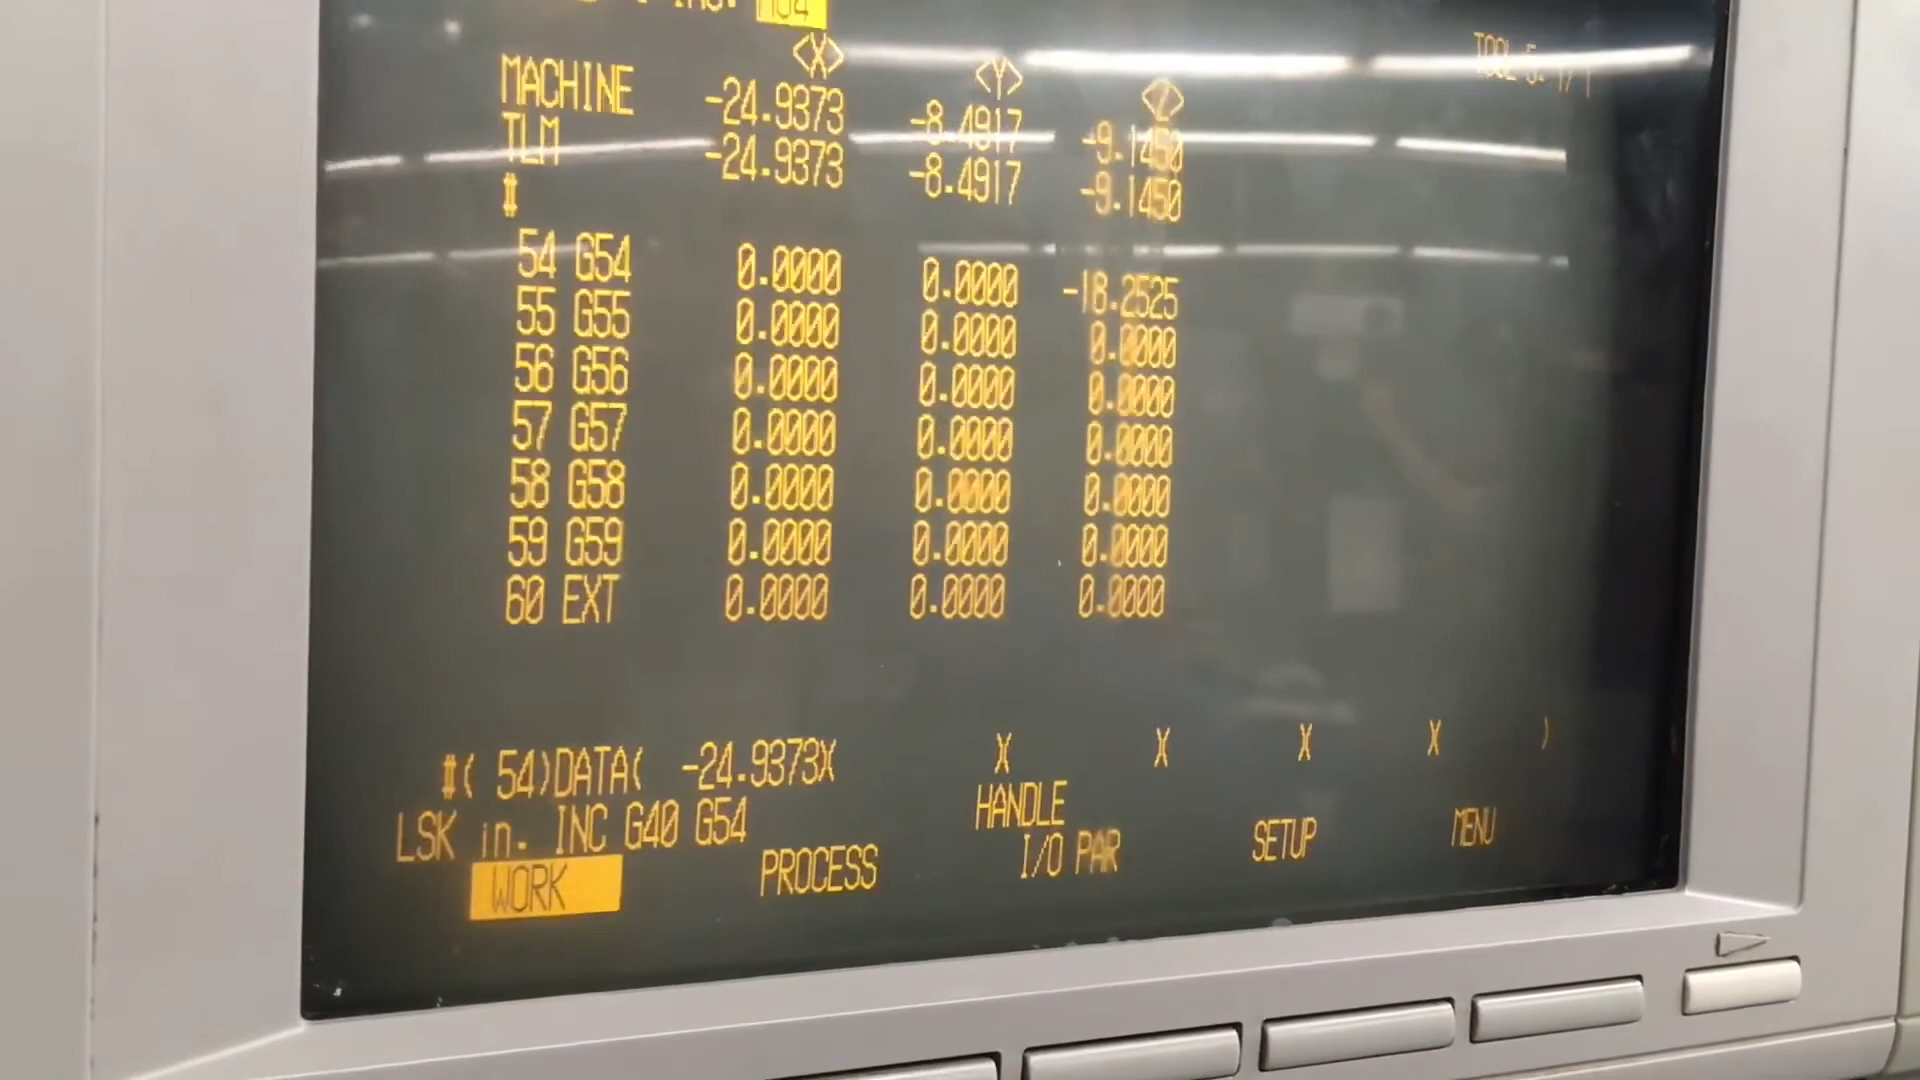 <X> <Y> <Z>
TOOL 5.
MACHINE -24.9373 -8.4917 -9.1450
TLM -24.9373 -8.4917 -9.1450
#
54 G54 0.0000 0.0000 -18.2525
55 G55 0.0000 0.0000 0.0000
56 G56 0.0000 0.0000 0.0000
57 G57 0.0000 0.0000 0.0000
58 G58 0.0000 0.0000 0.0000
59 G59 0.0000 0.0000 0.0000
60 EXT 0.0000 0.0000 0.0000
#( 54)DATA( -24.9373X X X X X )
HANDLE
LSK in. INC G40 G54
WORK PROCESS I/O PAR SETUP MENU